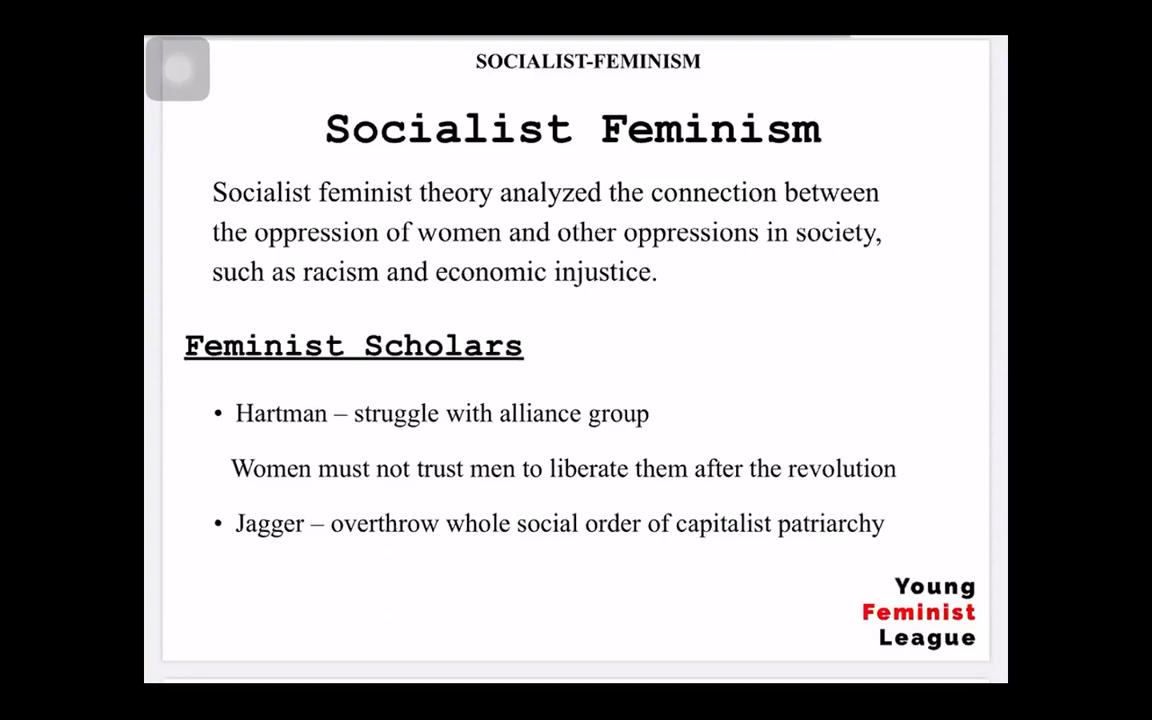 SOCIALIST-FEMINISM
Socialist Feminism
Socialist feminist theory analyzed the connection between
the oppression of women and other oppressions in society,
such as racism and economic injustice.
Feminist Scholars
• Hartman – struggle with alliance group
Women must not trust men to liberate them after the revolution
• Jagger – overthrow whole social order of capitalist patriarchy
Young
Feminist
League